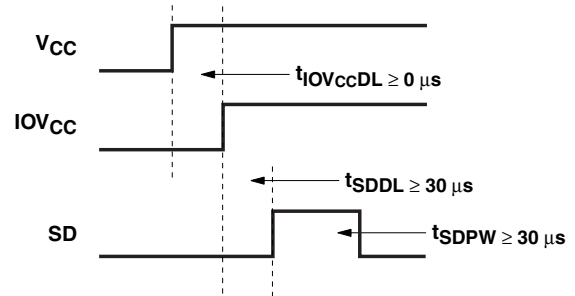 VCC
tIOVCCDL ≥ 0 μs
IOVCC
tSDDL ≥ 30 μs
SD
tSDPW ≥ 30 μs